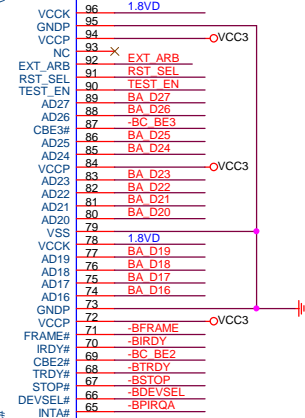 VCCK 96 1.8VD
GNDP 95
VCCP 94 VCC3
NC 93
EXT_ARB 92 EXT_ARB
RST_SEL 91 RST_SEL
TEST_EN 90 TEST_EN
AD27 89 BA_D27
AD26 88 BA_D26
CBE3# 87 -BC_BE3
AD25 86 BA_D25
AD24 85 BA_D24
VCCP 84 VCC3
AD23 83 BA_D23
AD22 82 BA_D22
AD21 81 BA_D21
AD20 80 BA_D20
VSS 79
VCCK 78 1.8VD
AD19 77 BA_D19
AD18 76 BA_D18
AD17 75 BA_D17
AD16 74 BA_D16
GNDP 73
VCCP 72 VCC3
FRAME# 71 -BFRAME
IRDY# 70 -BIRDY
CBE2# 69 -BC_BE2
TRDY# 68 -BTRDY
STOP# 67 -BSTOP
DEVSEL# 66 -BDEVSEL
INTA# 65 -BPIRQA